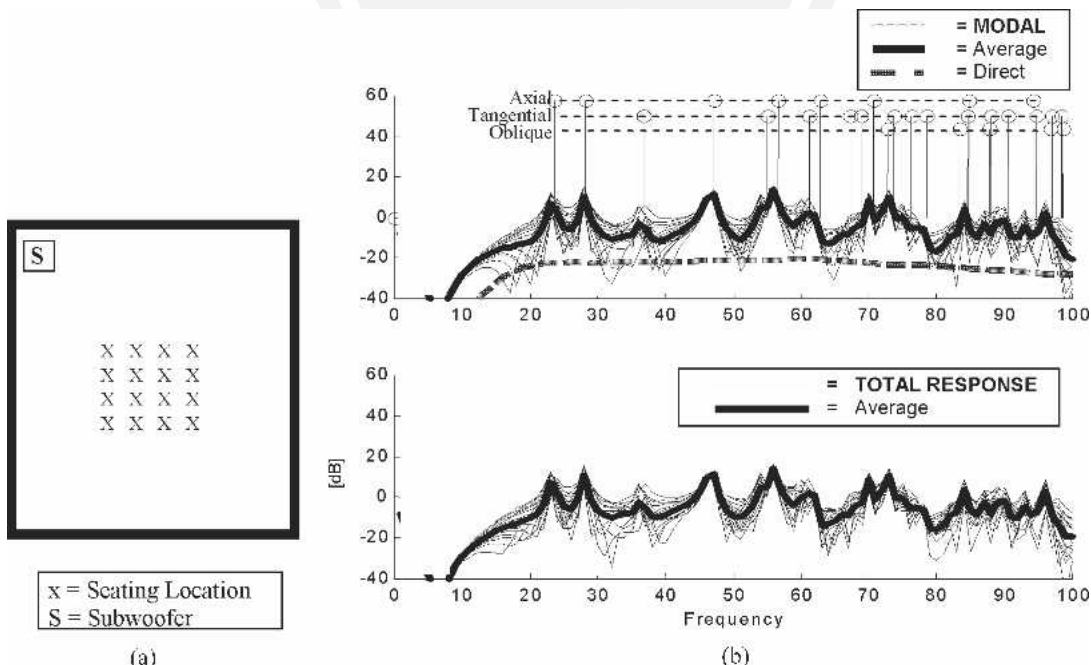 S
X X X X
X X X X
X X X X
X X X X
x = Seating Location
S = Subwoofer
(a)
= MODAL
= Average
= Direct
60
Axial
Tangential
Oblique
40
20
0
-20
-40
0 10 20 30 40 50 60 70 80 90 100
60
= TOTAL RESPONSE
= Average
40
20
[dB]
0
-20
-40
0 10 20 30 40 50 60 70 80 90 100
Frequency
(b)